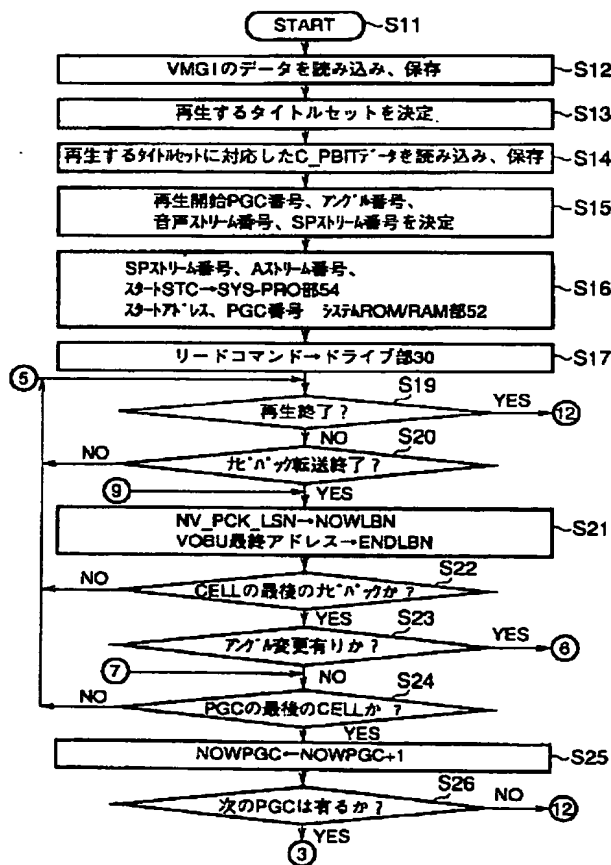 START
S11
VMGIのデータを読み込み、保存
S12
再生するタイトルセットを決定
S13
再生するタイトルセットに対応したC_PBITデータを読み込み、保存
S14
再生開始PGC番号、アングル番号、
音声ストリーム番号、SPストリーム番号を決定
S15
SPストリーム番号、Aストリーム番号、
スタートSTC→SYS-PRO部54
スタートアドレス、PGC番号 システムROM/RAM部52
S16
リードコマンド→ドライブ部30
S17
⑤
S19
再生終了?
YES
⑫
NO
S20
ナビパック転送終了?
NO
YES
⑨
NV_PCK_LSN→NOWLBN
VOBU最終アドレス→ENDLBN
S21
S22
CELLの最後のナビパックか?
NO
YES
S23
アングル変更有りか?
YES
⑥
⑦
NO
S24
PGCの最後のCELLか?
NO
YES
NOWPGC←NOWPGC+1
S25
S26
次のPGCは有るか?
NO
⑫
YES
③